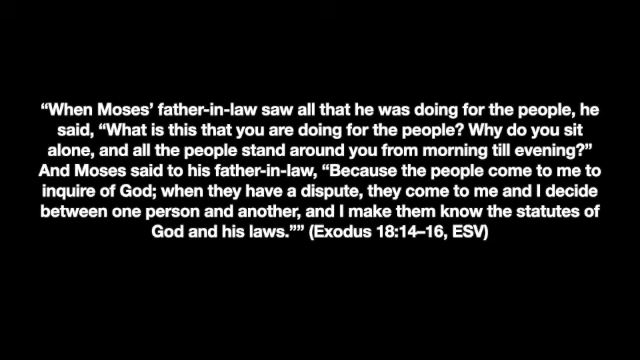 “When Moses’ father-in-law saw all that he was doing for the people, he
said, “What is this that you are doing for the people? Why do you sit
alone, and all the people stand around you from morning till evening?”
And Moses said to his father-in-law, “Because the people come to me to
inquire of God; when they have a dispute, they come to me and I decide
between one person and another, and I make them know the statutes of
God and his laws.”” (Exodus 18:14–16, ESV)